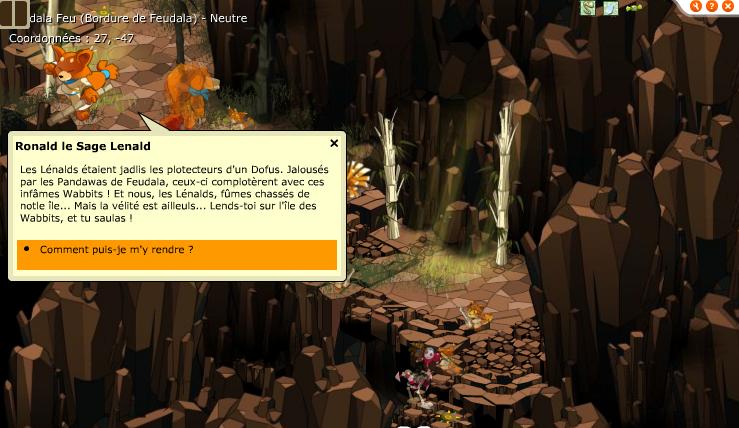 dala Feu (Bordure de Feudala) - Neutre
Coordonnées : 27, -47
Ronald le Sage Lenald
Les Lénalds étaient jadlis les plotecteurs d'un Dofus. Jalousés
par les Pandawas de Feudala, ceux-ci complotèrent avec ces
infâmes Wabbits ! Et nous, les Lénalds, fûmes chassés de
notle île... Mais la vélité est ailleuls... Lends-toi sur l'île des
Wabbits, et tu saulas !
Comment puis-je m'y rendre ?